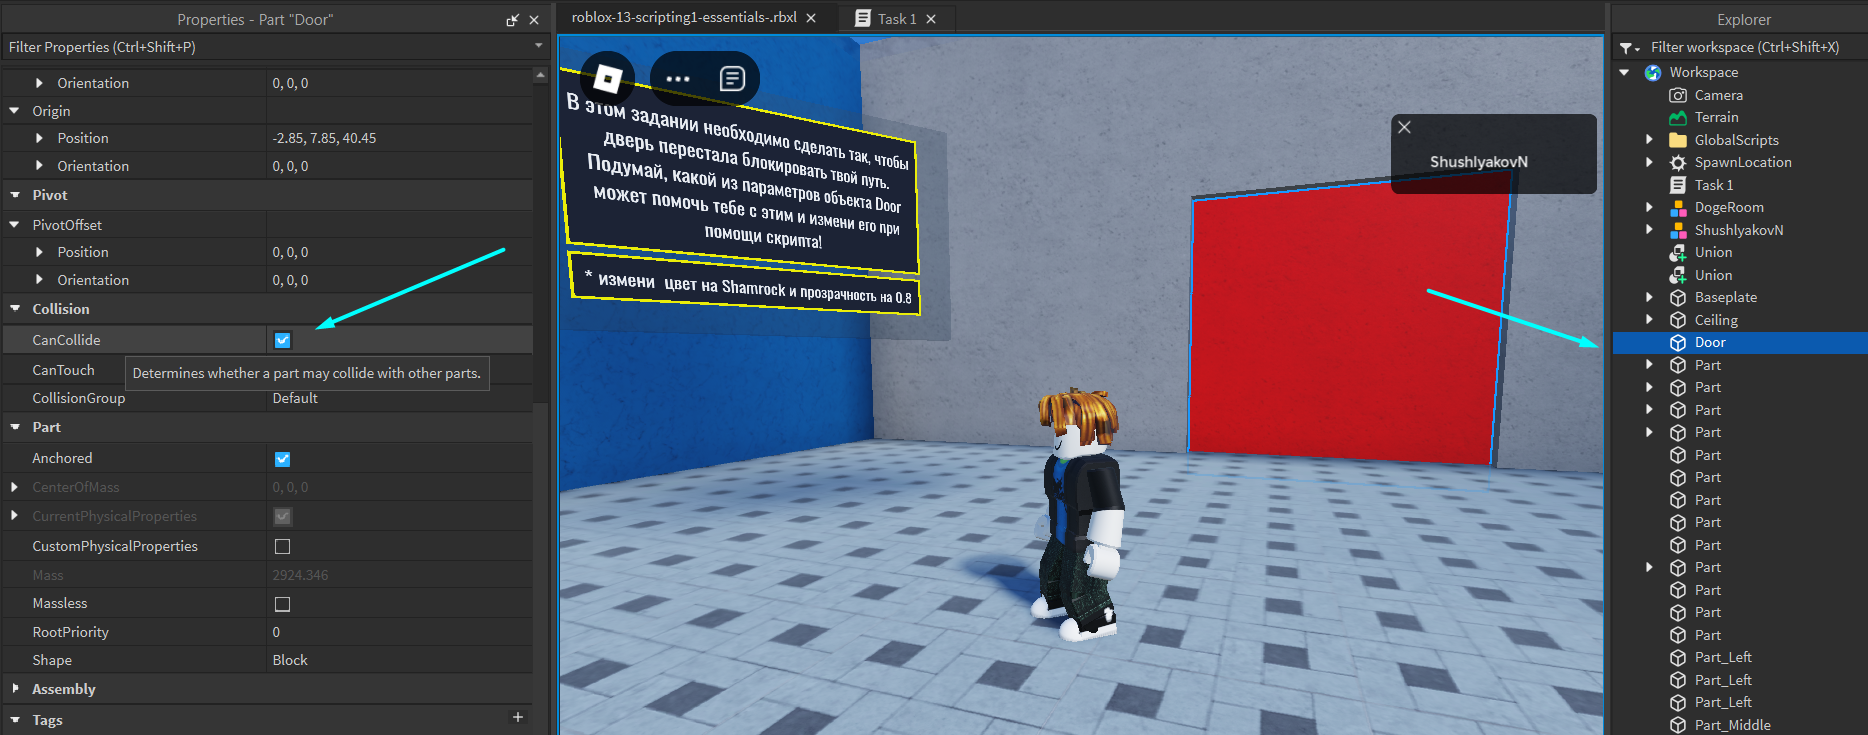 Properties - Part "Door"
Filter Properties (Ctrl+Shift+P)
Orientation 0, 0, 0
Origin
Position -2.85, 7.85, 40.45
Orientation 0, 0, 0
Pivot
PivotOffset
Position 0, 0, 0
Orientation 0, 0, 0
Collision
CanCollide
CanTouch
Determines whether a part may collide with other parts.
CollisionGroup Default
Part
Anchored
CenterOfMass 0, 0, 0
CurrentPhysicalProperties
CustomPhysicalProperties
Mass 2924.346
Massless
RootPriority 0
Shape Block
Assembly
Tags
roblox-13-scripting1-essentials-.rbxl
Task 1
В этом задании необходимо сделать так, чтобы
дверь перестала блокировать твой путь.
Подумай, какой из параметров объекта Door
может помочь тебе с этим и измени его при
помощи скрипта!
* измени цвет на Shamrock и прозрачность на 0.8
ShushlyakovN
Explorer
Filter workspace (Ctrl+Shift+X)
Workspace
Camera
Terrain
GlobalScripts
SpawnLocation
Task 1
DogeRoom
ShushlyakovN
Union
Union
Baseplate
Ceiling
Door
Part
Part
Part
Part
Part
Part
Part
Part
Part
Part
Part
Part
Part
Part_Left
Part_Left
Part_Left
Part_Middle